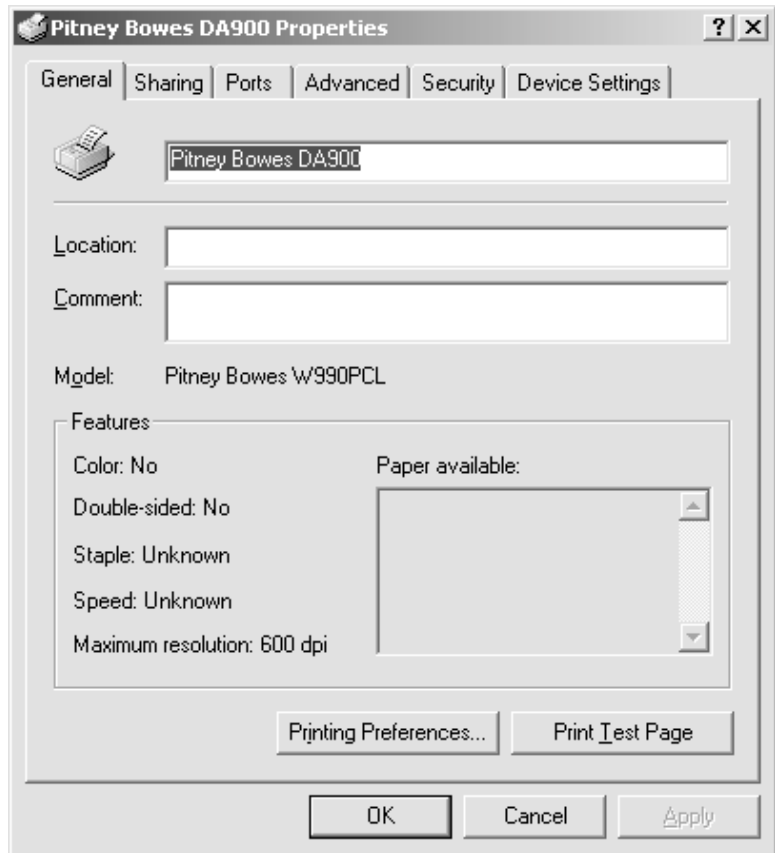 Pitney Bowes DA900 Properties
General Sharing Ports Advanced Security Device Settings
Pitney Bowes DA900
Location:
Comment:
Model: Pitney Bowes W990PCL
Features
Color: No Paper available:
Double-sided: No
Staple: Unknown
Speed: Unknown
Maximum resolution: 600 dpi
Printing Preferences... Print Test Page
OK Cancel Apply